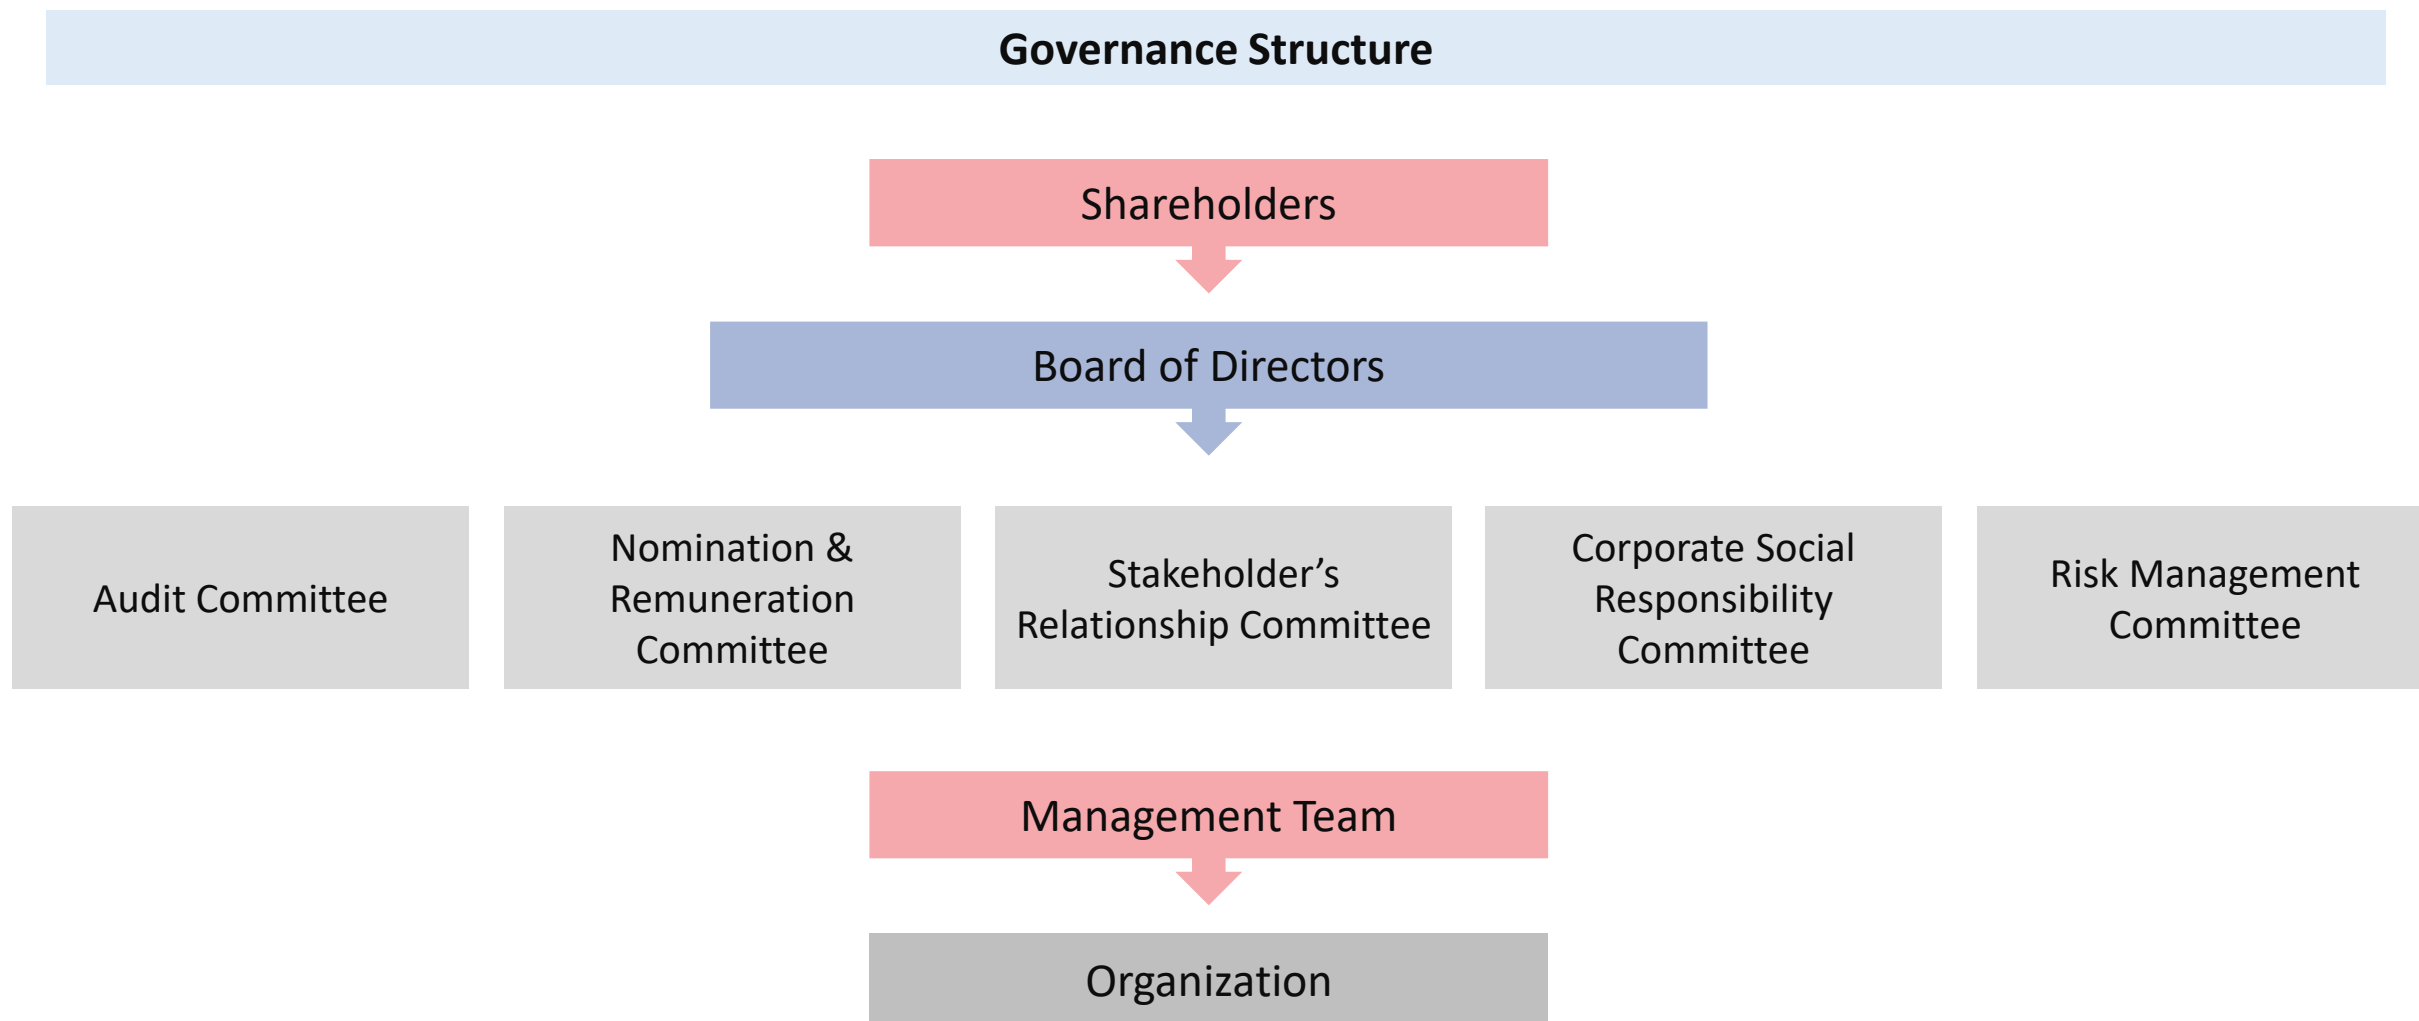 Governance Structure
Shareholders
Board of Directors
Audit Committee
Nomination &
Remuneration
Committee
Stakeholder’s
Relationship Committee
Corporate Social
Responsibility
Committee
Risk Management
Committee
Management Team
Organization